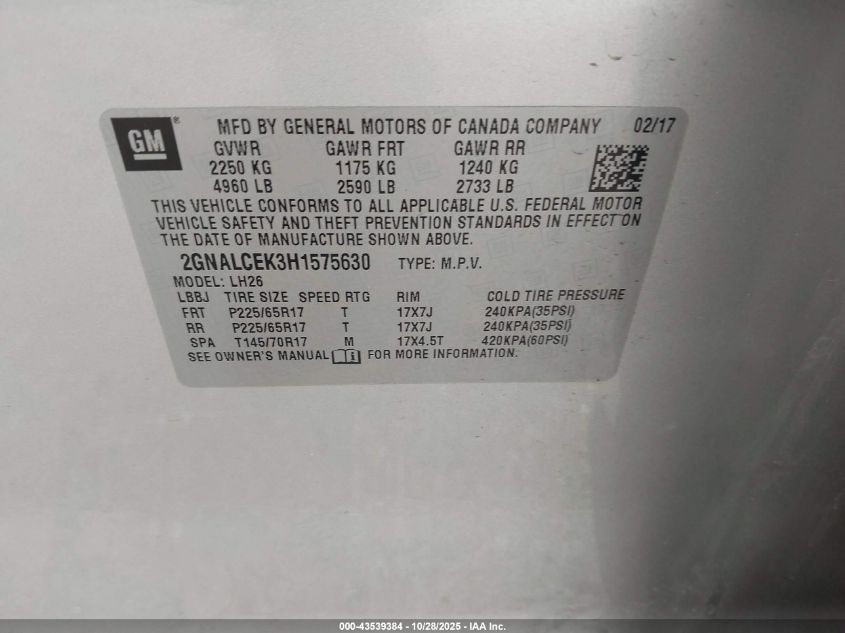 GM ® MFD BY GENERAL MOTORS OF CANADA COMPANY 02/17
GVWR GAWR FRT GAWR RR
2250 KG 1175 KG 1240 KG
4960 LB 2590 LB 2733 LB
THIS VEHICLE CONFORMS TO ALL APPLICABLE U.S. FEDERAL MOTOR
VEHICLE SAFETY AND THEFT PREVENTION STANDARDS IN EFFECT ON
THE DATE OF MANUFACTURE SHOWN ABOVE.
2GNALCEK3H1575630 TYPE: M.P.V.
MODEL: LH26
LBBJ TIRE SIZE SPEED RTG RIM COLD TIRE PRESSURE
FRT P225/65R17 T 17X7J 240KPA(35PSI)
RR P225/65R17 T 17X7J 240KPA(35PSI)
SPA T145/70R17 M 17X4.5T 420KPA(60PSI)
SEE OWNER'S MANUAL FOR MORE INFORMATION.
000-43539384 - 10/28/2025 - IAA Inc.